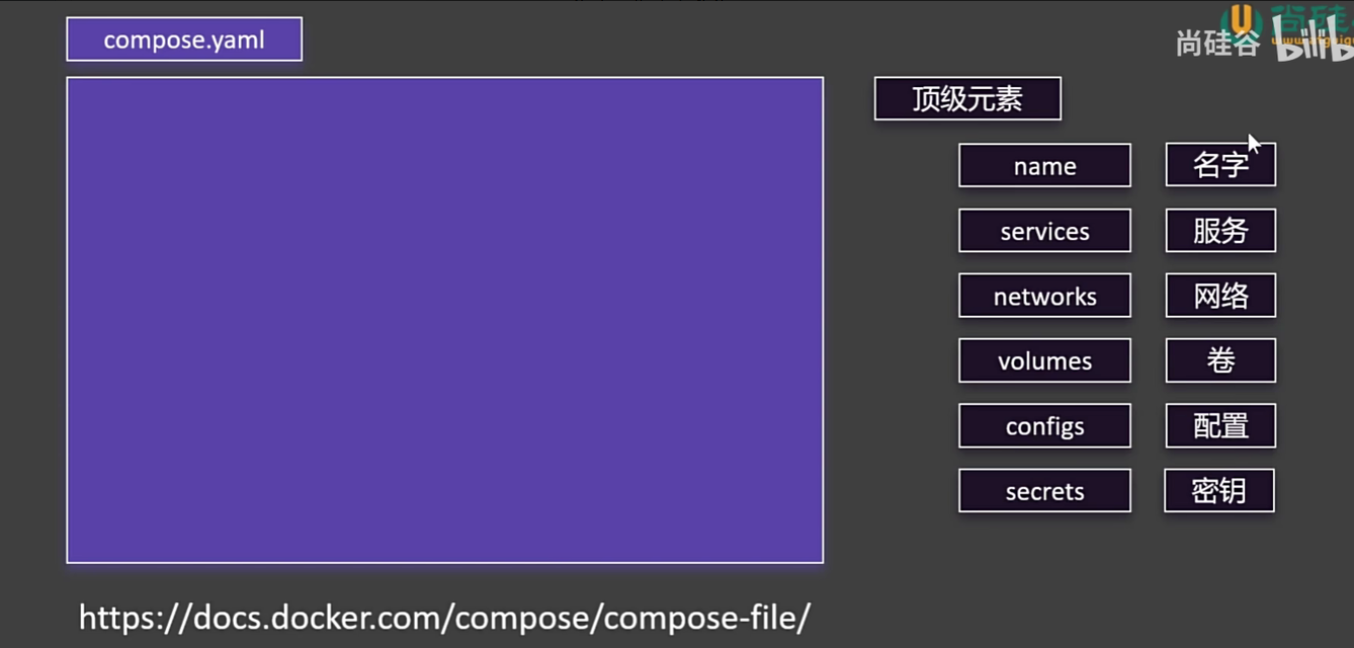 compose.yaml
尚硅谷
bilib
顶级元素
name 名字
services 服务
networks 网络
volumes 卷
configs 配置
secrets 密钥
https://docs.docker.com/compose/compose-file/